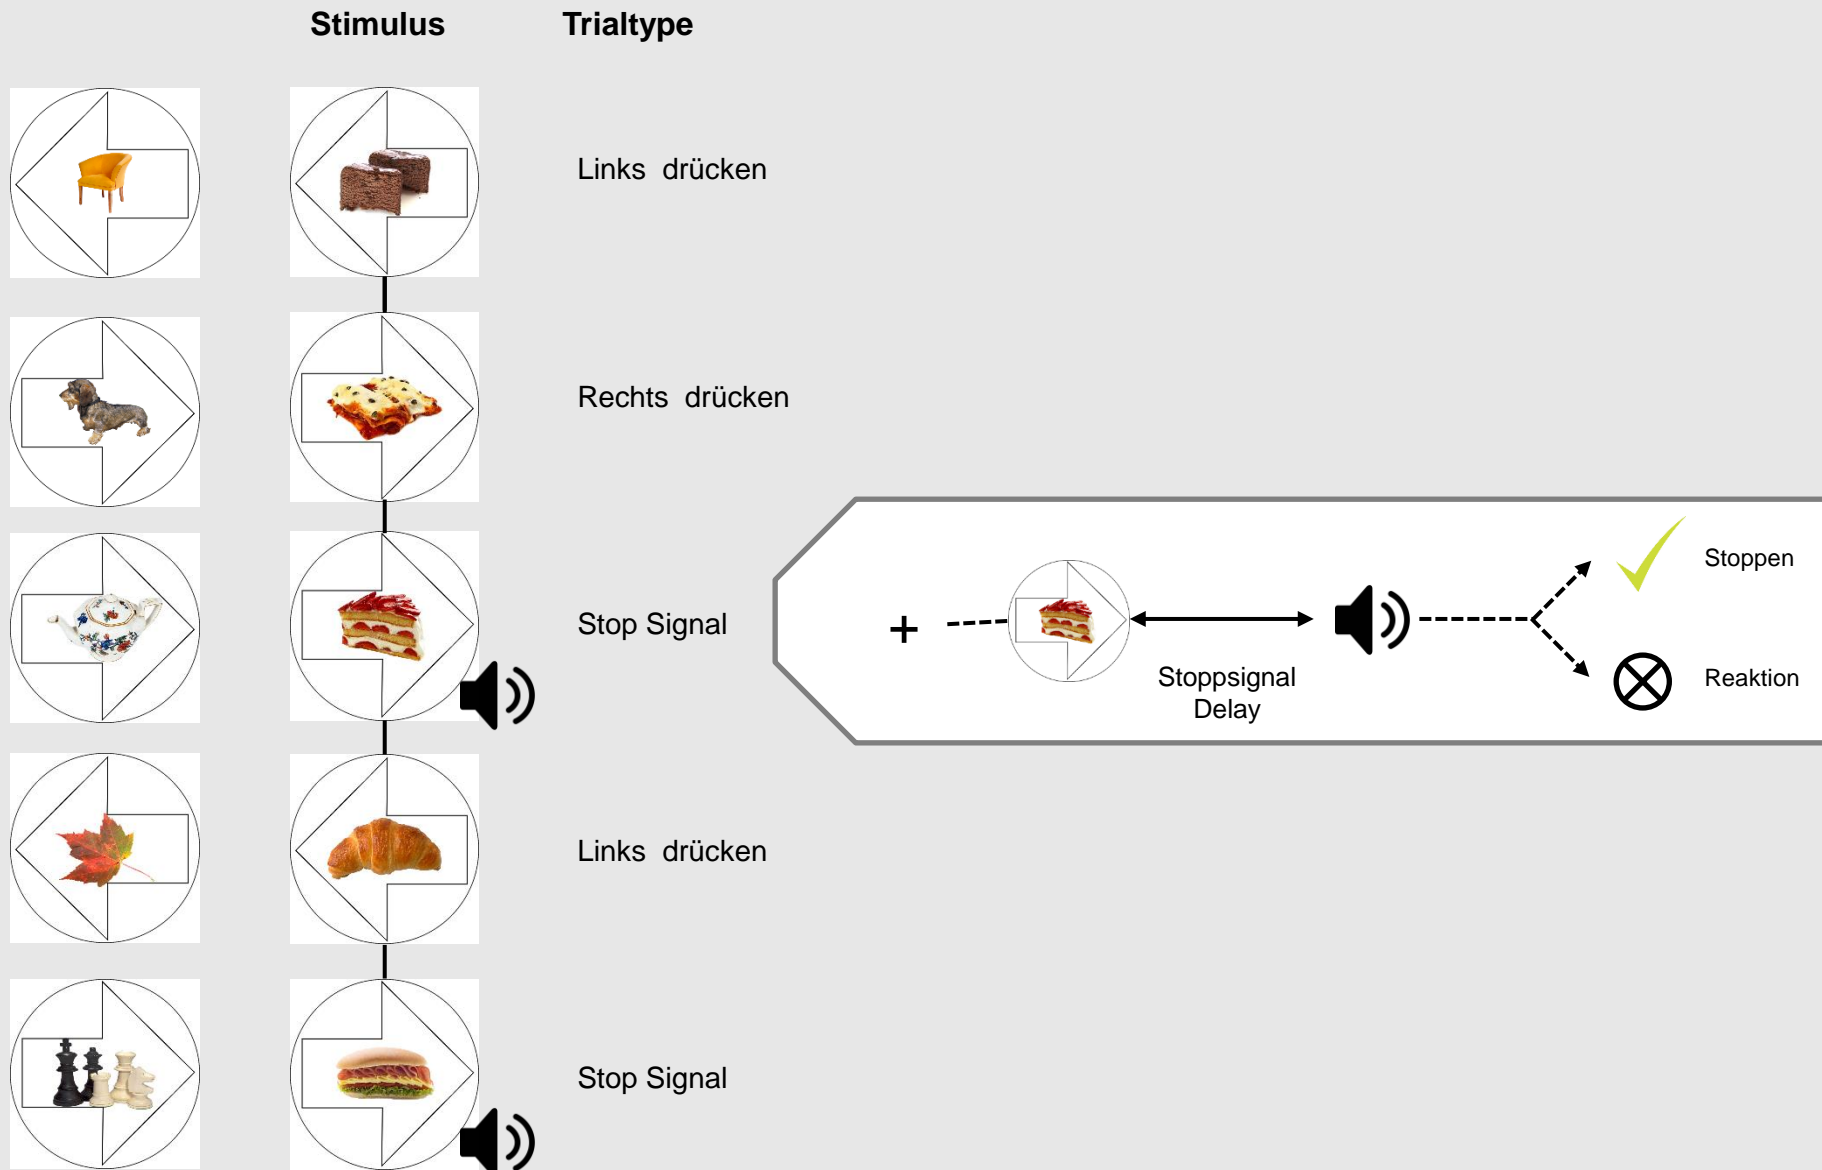 Stimulus Trialtype
Links drücken
Rechts drücken
Stop Signal
+
Stoppsignal
Delay
Stoppen
Reaktion
Links drücken
Stop Signal